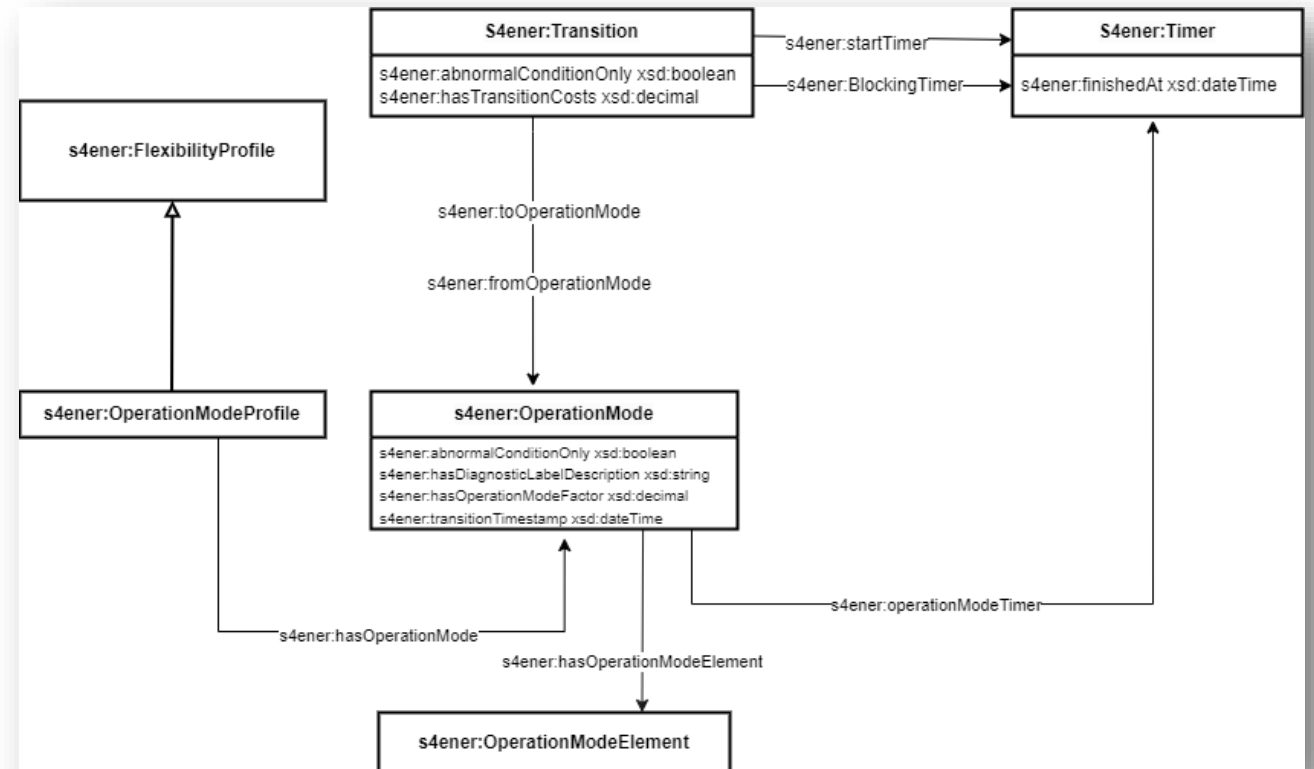 S4ener:Transition
s4ener:abnormalConditionOnly xsd:boolean
s4ener:hasTransitionCosts xsd:decimal
s4ener:startTimer
s4ener:BlockingTimer
S4ener:Timer
s4ener:finishedAt xsd:dateTime
s4ener:FlexibilityProfile
s4ener:toOperationMode
s4ener:fromOperationMode
s4ener:OperationModeProfile
s4ener:OperationMode
s4ener:abnormalConditionOnly xsd:boolean
s4ener:hasDiagnosticLabelDescription xsd:string
s4ener:hasOperationModeFactor xsd:decimal
s4ener:transitionTimestamp xsd:dateTime
s4ener:operationModeTimer
s4ener:hasOperationMode
s4ener:hasOperationModeElement
s4ener:OperationModeElement